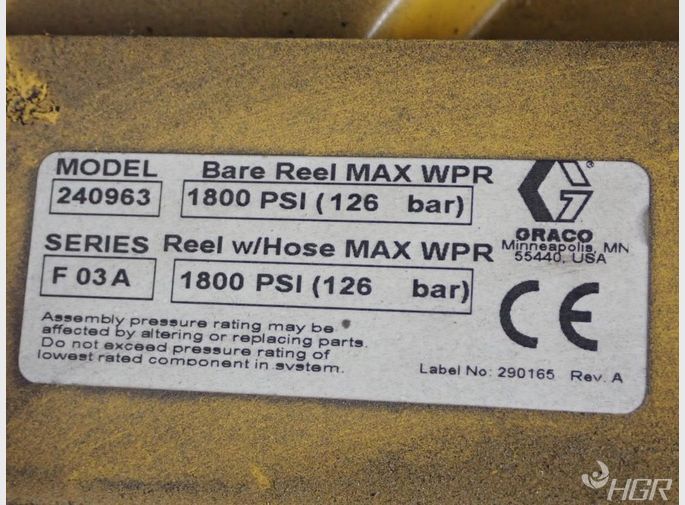 MODEL Bare Reel MAX WPR
240963 1800 PSI (126 bar)
SERIES Reel w/Hose MAX WPR
F 03 A 1800 PSI (126 bar)
Assembly pressure rating may be
affected by altering or replacing parts.
Do not exceed pressure rating of
lowest rated component in system.
®
GRACO
Minneapolis, MN
55440, USA
CE
Label No: 290165 Rev. A
HGR